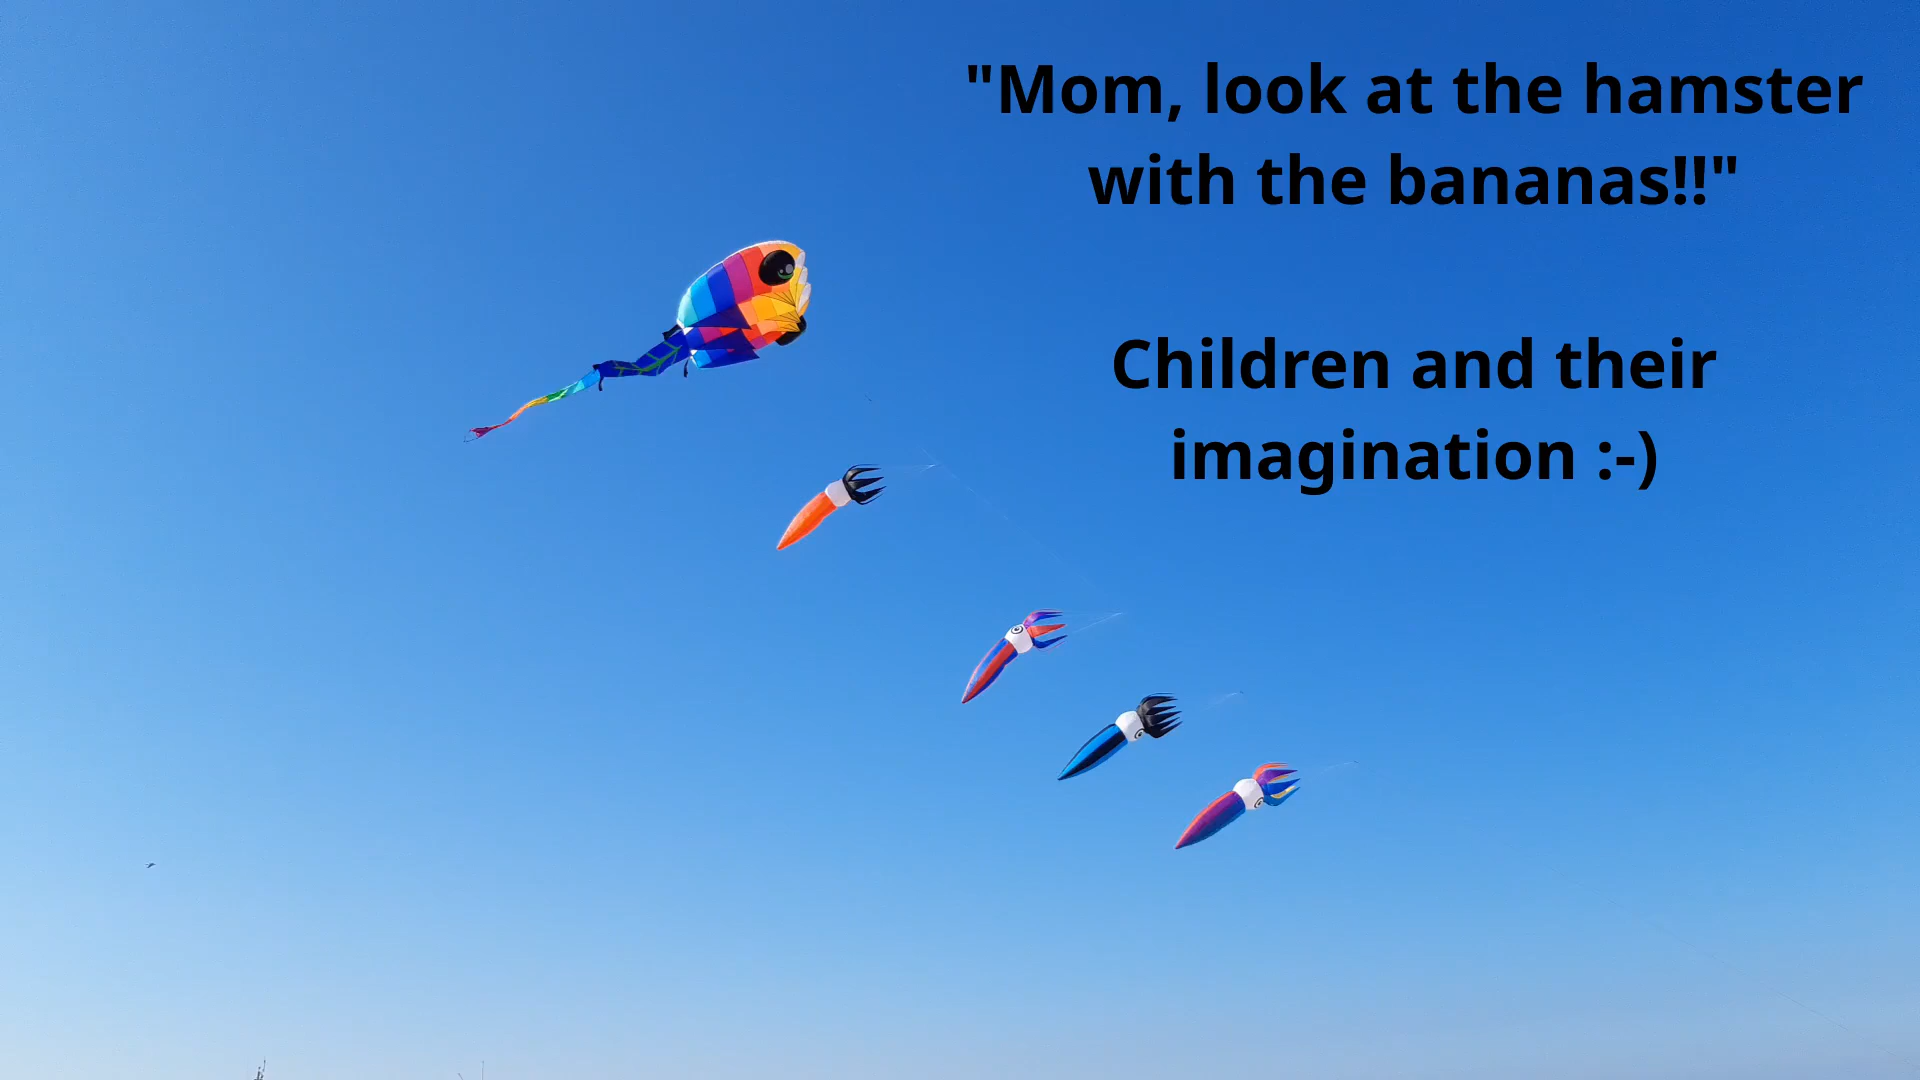 "Mom, look at the hamster
with the bananas!!"
Children and their
imagination :-)